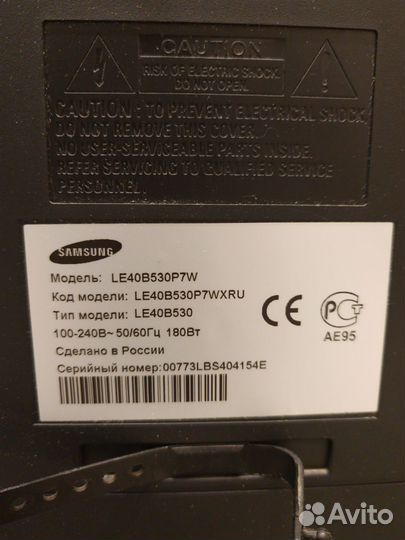 CAUTION
RISK OF ELECTRIC SHOCK
DO NOT OPEN.
CAUTION : TO PREVENT ELECTRICAL SHOCK,
DO NOT REMOVE THIS COVER.
NO USER-SERVICEABLE PARTS INSIDE.
REFER SERVICING TO QUALIFIED SERVICE
PERSONNEL.
SAMSUNG
Модель: LE40B530P7W
Код модели: LE40B530P7WXRU
Тип модели: LE40B530
100-240В~ 50/60Гц 180Вт
Сделано в России
Серийный номер:00773LBS404154E
CE
РСТ
АЕ95
Avito